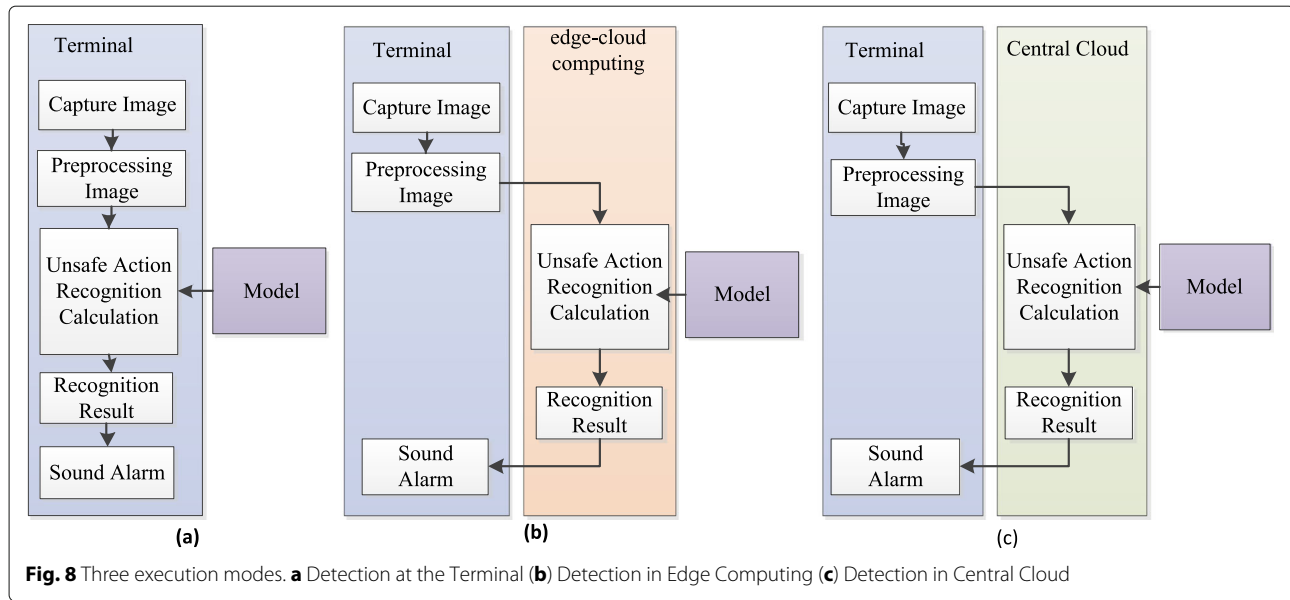 Terminal
Capture Image
Preprocessing
Image
Unsafe Action
Recognition
Calculation
Model
Recognition
Result
Sound Alarm
(a)
Terminal
edge-cloud
computing
Capture Image
Preprocessing
Image
Unsafe Action
Recognition
Calculation
Model
Recognition
Result
Sound
Alarm
(b)
Terminal
Central Cloud
Capture Image
Preprocessing
Image
Unsafe Action
Recognition
Calculation
Model
Recognition
Result
Sound
Alarm
(c)
Fig. 8 Three execution modes. a Detection at the Terminal (b) Detection in Edge Computing (c) Detection in Central Cloud